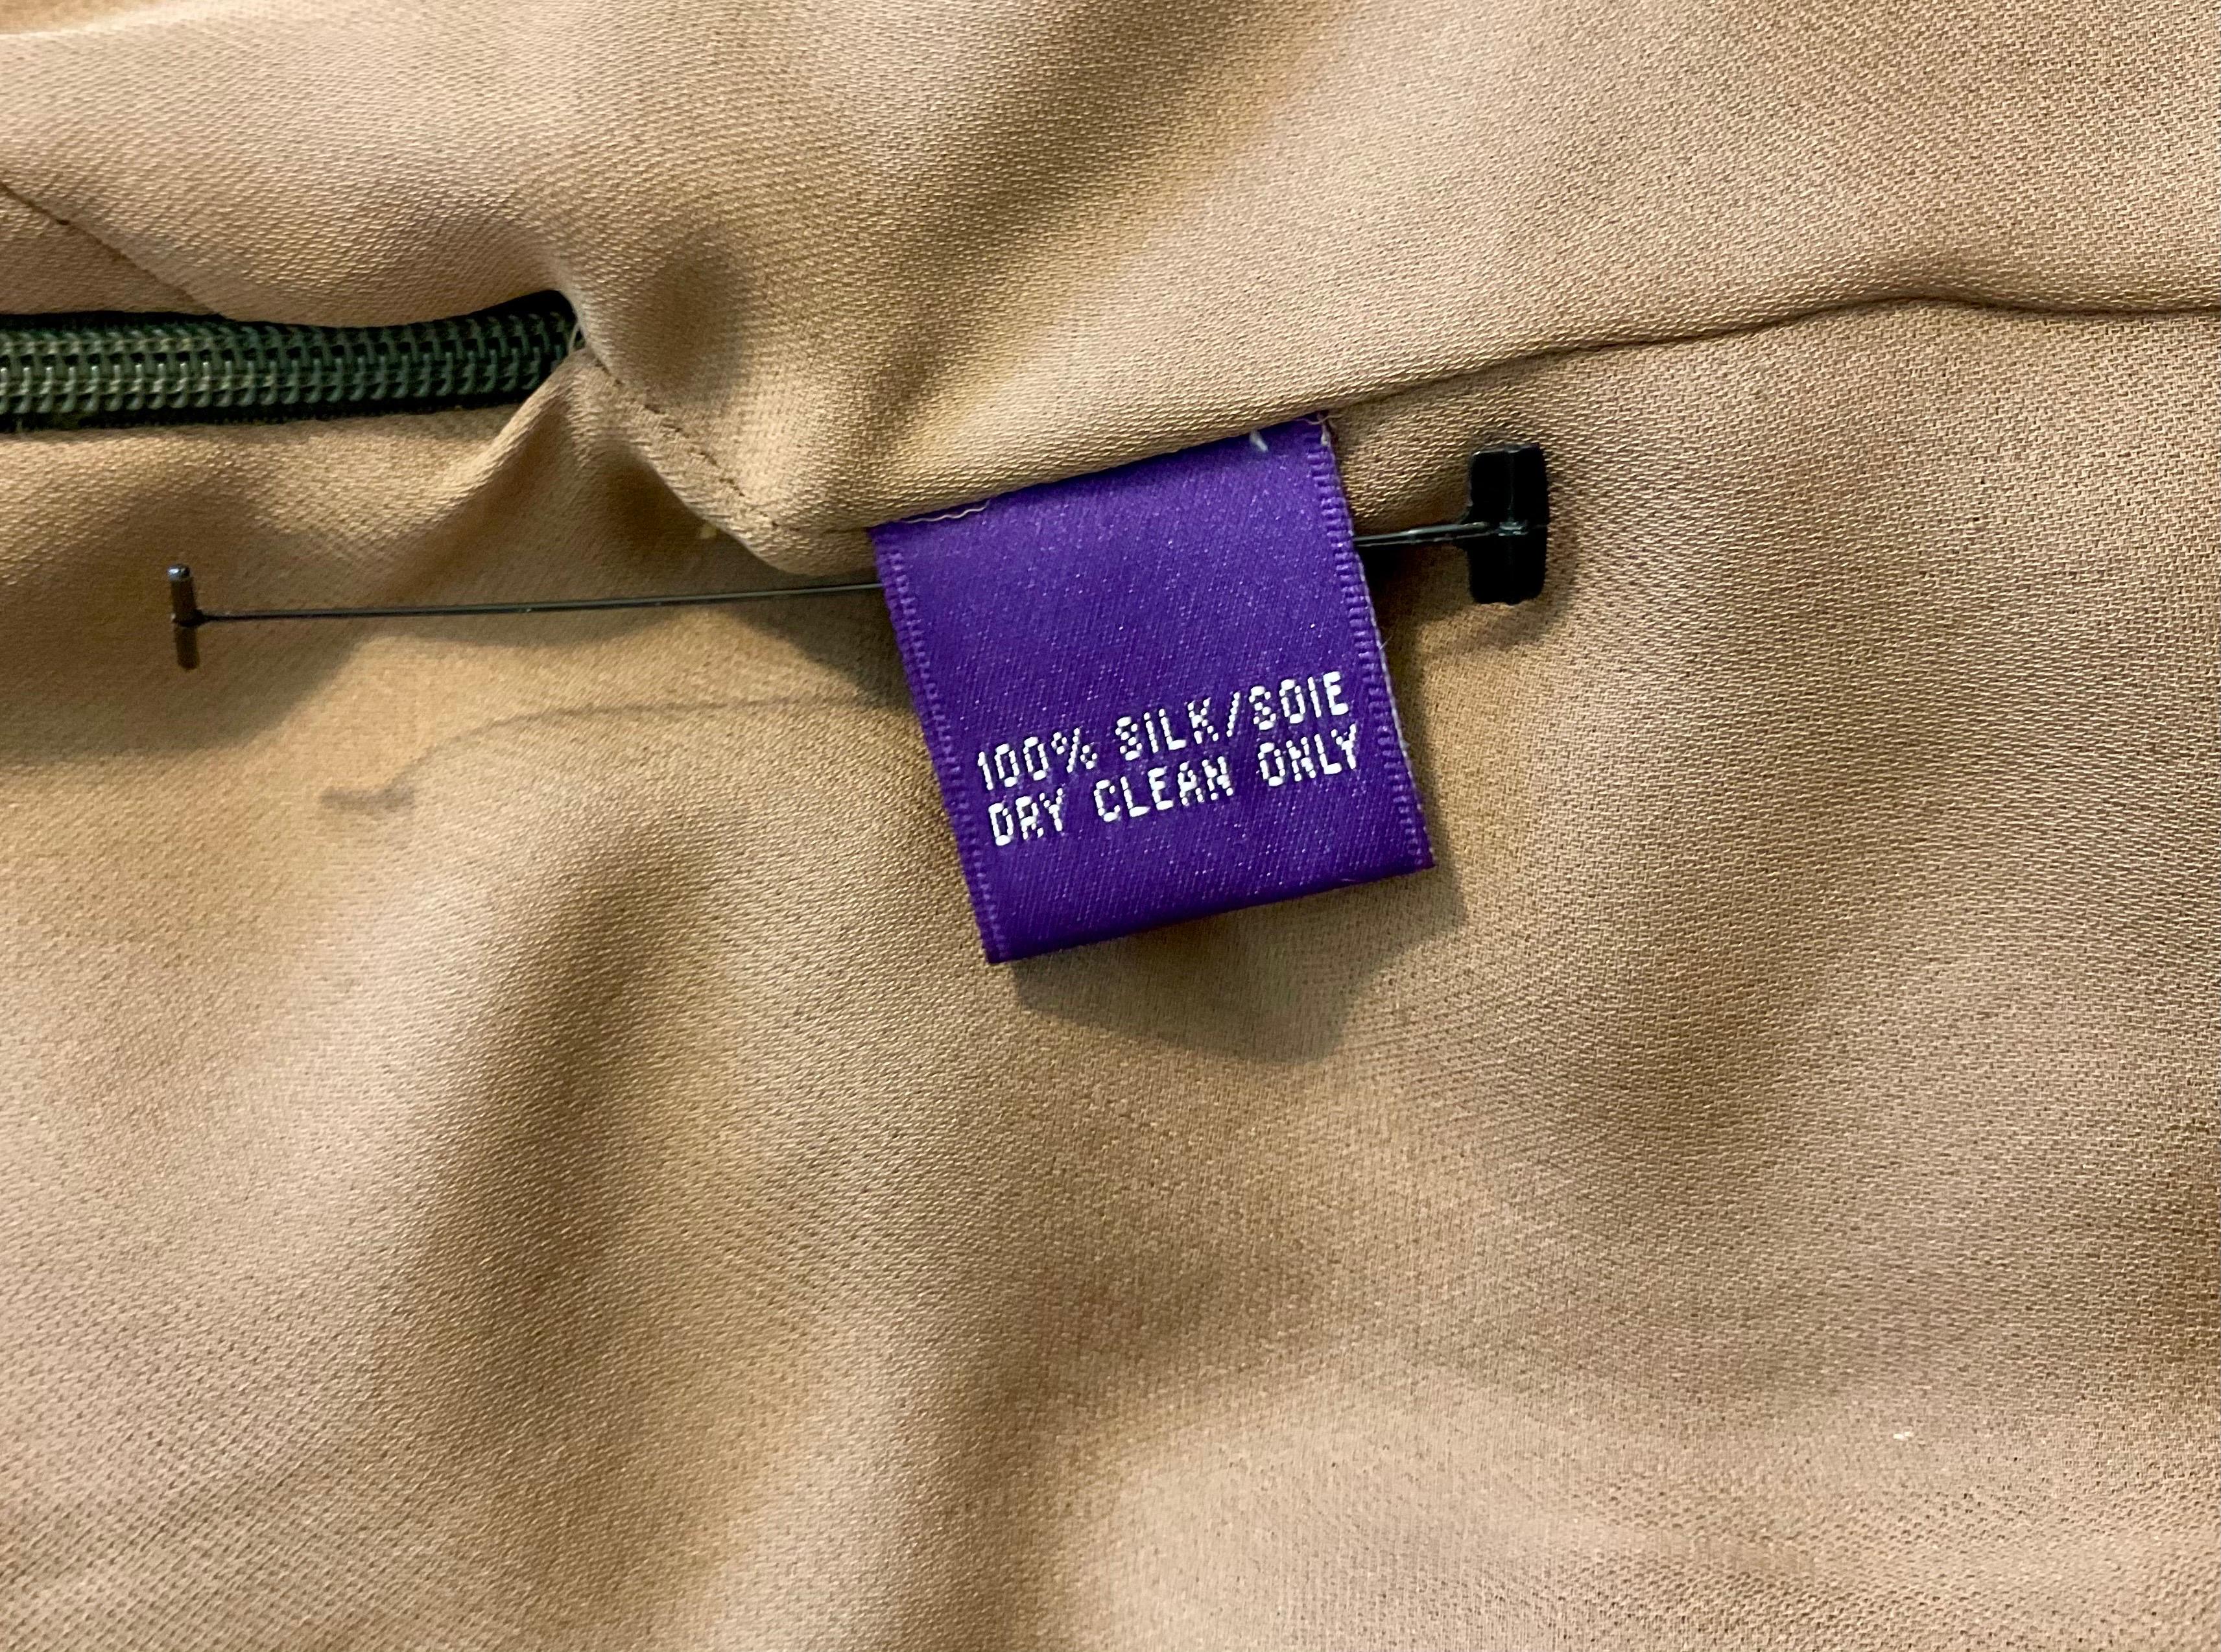 100% SILK/SOIE
DRY CLEAN ONLY